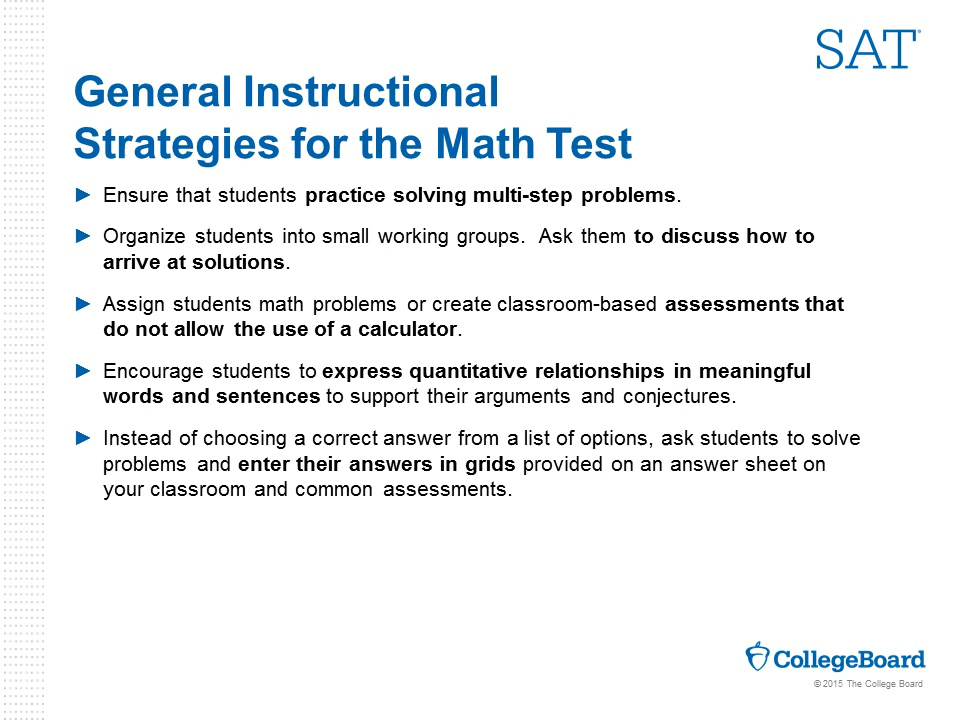 SAT®
General Instructional
Strategies for the Math Test
► Ensure that students practice solving multi-step problems.
► Organize students into small working groups. Ask them to discuss how to
arrive at solutions.
► Assign students math problems or create classroom-based assessments that
do not allow the use of a calculator.
► Encourage students to express quantitative relationships in meaningful
words and sentences to support their arguments and conjectures.
► Instead of choosing a correct answer from a list of options, ask students to solve
problems and enter their answers in grids provided on an answer sheet on
your classroom and common assessments.
CollegeBoard
© 2015 The College Board